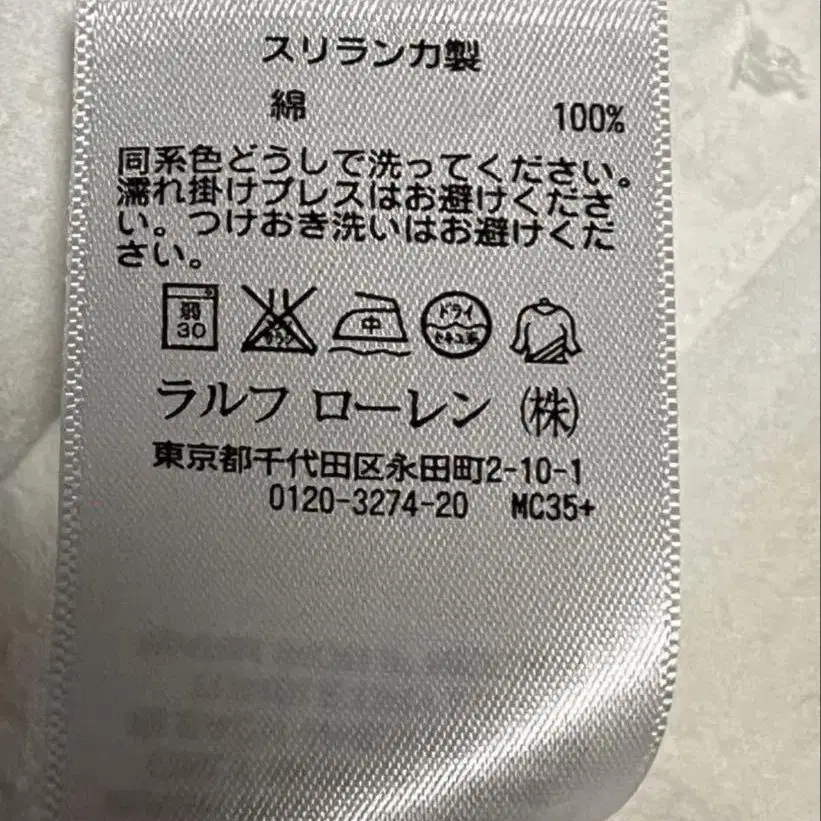 スリランカ製
綿 100%
同系色どうしで洗ってください。
濡れ掛けプレスはお避けくださ
い。つけおき洗いはお避けくだ
さい。
弱 中 ドライ
30 セキユ系
ラルフ ローレン (株)
東京都千代田区永田町2-10-1
0120-3274-20 MC35+